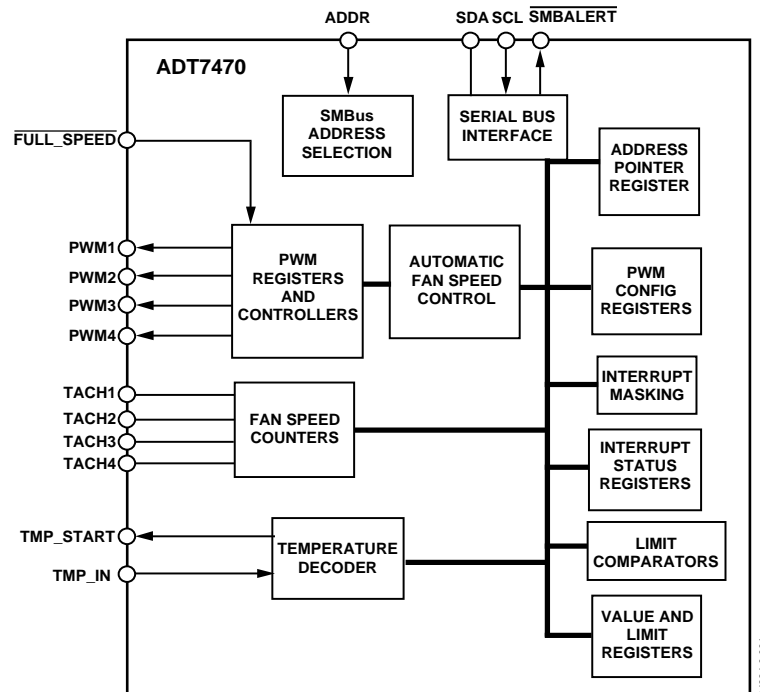 ADDR
SDA SCL SMBALERT
ADT7470
SMBus
ADDRESS
SELECTION
SERIAL BUS
INTERFACE
ADDRESS
POINTER
REGISTER
FULL_SPEED
PWM1
PWM2
PWM3
PWM4
PWM
REGISTERS
AND
CONTROLLERS
AUTOMATIC
FAN SPEED
CONTROL
PWM
CONFIG
REGISTERS
INTERRUPT
MASKING
TACH1
TACH2
TACH3
TACH4
FAN SPEED
COUNTERS
INTERRUPT
STATUS
REGISTERS
TMP_START
TMP_IN
TEMPERATURE
DECODER
LIMIT
COMPARATORS
VALUE AND
LIMIT
REGISTERS